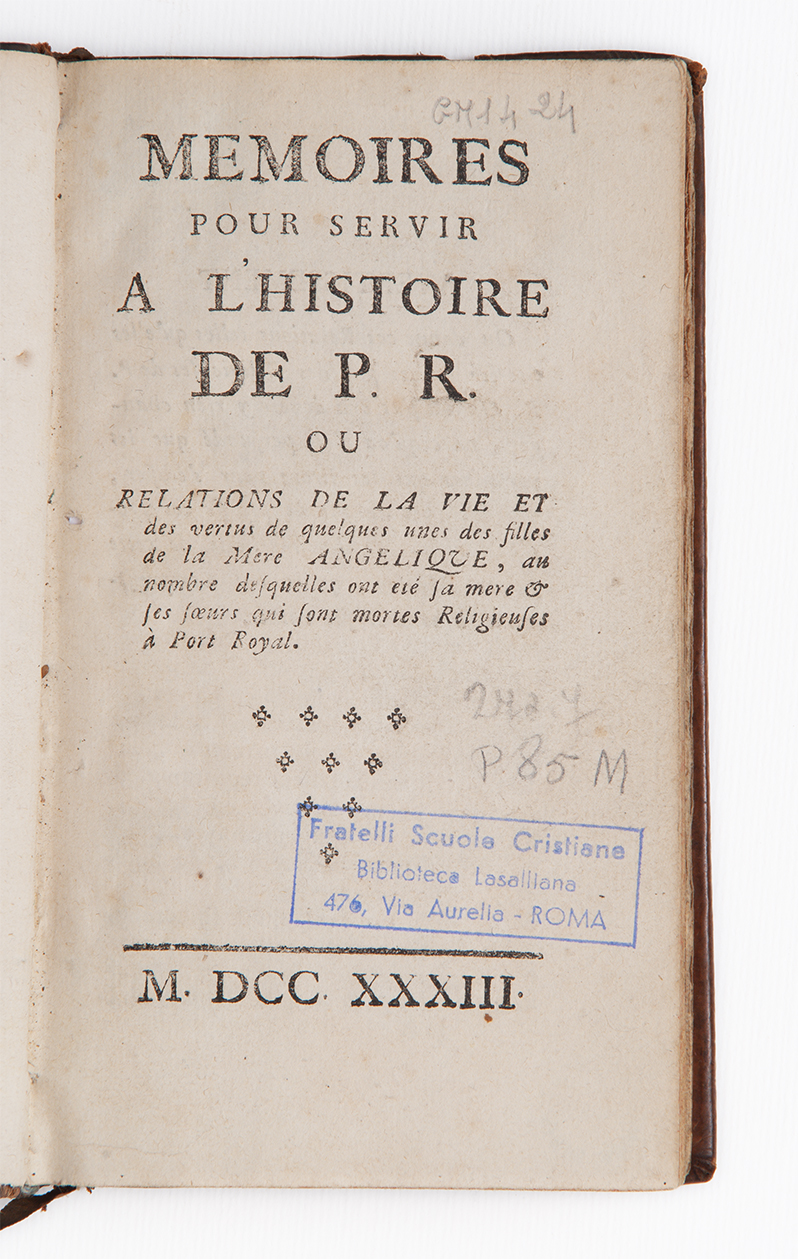 MEMOIRES
POUR SERVIR
A L'HISTOIRE
DE P. R.
OU
RELATIONS DE LA VIE ET
des vertus de quelques unes des filles
de la Mere ANGELIQUE, au
nombre deſquelles ont eté ſa mere &
ſes ſœurs qui ſont mortes Religieuſes
à Port Royal.
P. 85 M
Fratelli Scuole Cristiane
Biblioteca Lasalliana
476, Via Aurelia - ROMA
M. DCC. XXXIII.